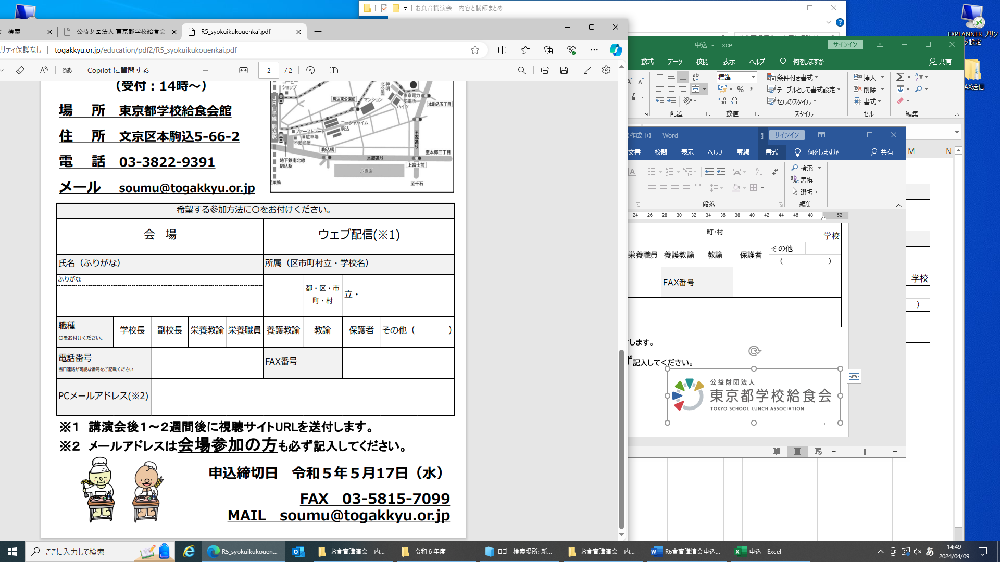 お食育講演会　内容と講師まとめ
会 - 検索
公益財団法人 東京都学校給食会
R5_syokuikukouenkai.pdf
リティ保護なし
togakkyu.or.jp/education/pdf2/R5_syokuikukouenkai.pdf
Copilot に質問する
2
/ 2
(受付：14時～)
場　所　東京都学校給食会館
住　所　文京区本駒込5-66-2
電　話　03-3822-9391
メール　soumu@togakkyu.or.jp
コーヒーショップ
JR山手線 駒込駅
東口
南口
駒込東公園前
マンション
神明北公園
東京電力変電所
ハイツ
本駒込五丁目
コーシャハイム駒込
ファーストフード
駐車場
不動産屋
不忍通り
駒込橋
本郷通り
至本郷三丁目
地下鉄南北線駒込駅
六義園
上富士前
至巣鴨
至千石
希望する参加方法に〇をお付けください。
会　場
ウェブ配信(※1)
氏名（ふりがな）
所属（区市町村立・学校名）
ふりがな
都・区・市
町・村
立・
職種
〇をお付けください。
学校長
副校長
栄養教諭
栄養職員
養護教諭
教諭
保護者
その他（　　　　）
電話番号
当日連絡が可能な番号をご記載ください
FAX番号
PCメールアドレス(※2)
※1　講演会後１～２週間後に視聴サイトURLを送付します。
※2　メールアドレスは会場参加の方も必ず記入してください。
申込締切日　令和５年５月17日（水）
FAX　03-5815-7099
MAIL　soumu@togakkyu.or.jp
申込 - Excel
サインイン
数式
データ
校閲
表示
ヘルプ
何をしますか
共有
標準
条件付き書式
テーブルとして書式設定
セルのスタイル
挿入
削除
書式
配置
数値
スタイル
セル
編集
M
N
学校
)
【作成中】 - Word
サインイン
文書
校閲
表示
ヘルプ
罫線
書式
何をしますか
共有
検索
置換
選択
段落
編集
24 26 28 30 32 34 36 38 40 42 44 46 48 52
町・村
学校
栄養職員
養護教諭
教諭
保護者
その他
（　　　　）
FAX番号
します。
ず記入してください。
公益財団法人
東京都学校給食会
TOKYO SCHOOL LUNCH ASSOCIATION
FXPLANNER_プリンタ設定
AX送信
ここに入力して検索
R5_syokuikukouen...
お食育講演会　内...
令和６年度
ロゴ - 検索場所: 新...
お食育講演会　内...
R6食育講演会申込...
申込 - Excel
あ
14:49
2024/04/09